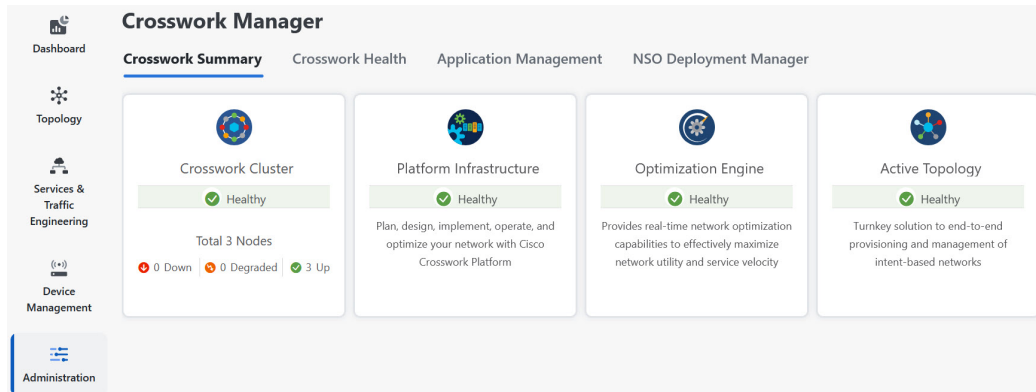 Crosswork Manager
Crosswork Summary
Crosswork Health
Application Management
NSO Deployment Manager
Dashboard
Topology
Services &
Traffic
Engineering
Device
Management
Administration
Crosswork Cluster
Healthy
Total 3 Nodes
0 Down
0 Degraded
3 Up
Platform Infrastructure
Healthy
Plan, design, implement, operate, and
optimize your network with Cisco
Crosswork Platform
Optimization Engine
Healthy
Provides real-time network optimization
capabilities to effectively maximize
network utility and service velocity
Active Topology
Healthy
Turnkey solution to end-to-end
provisioning and management of
intent-based networks